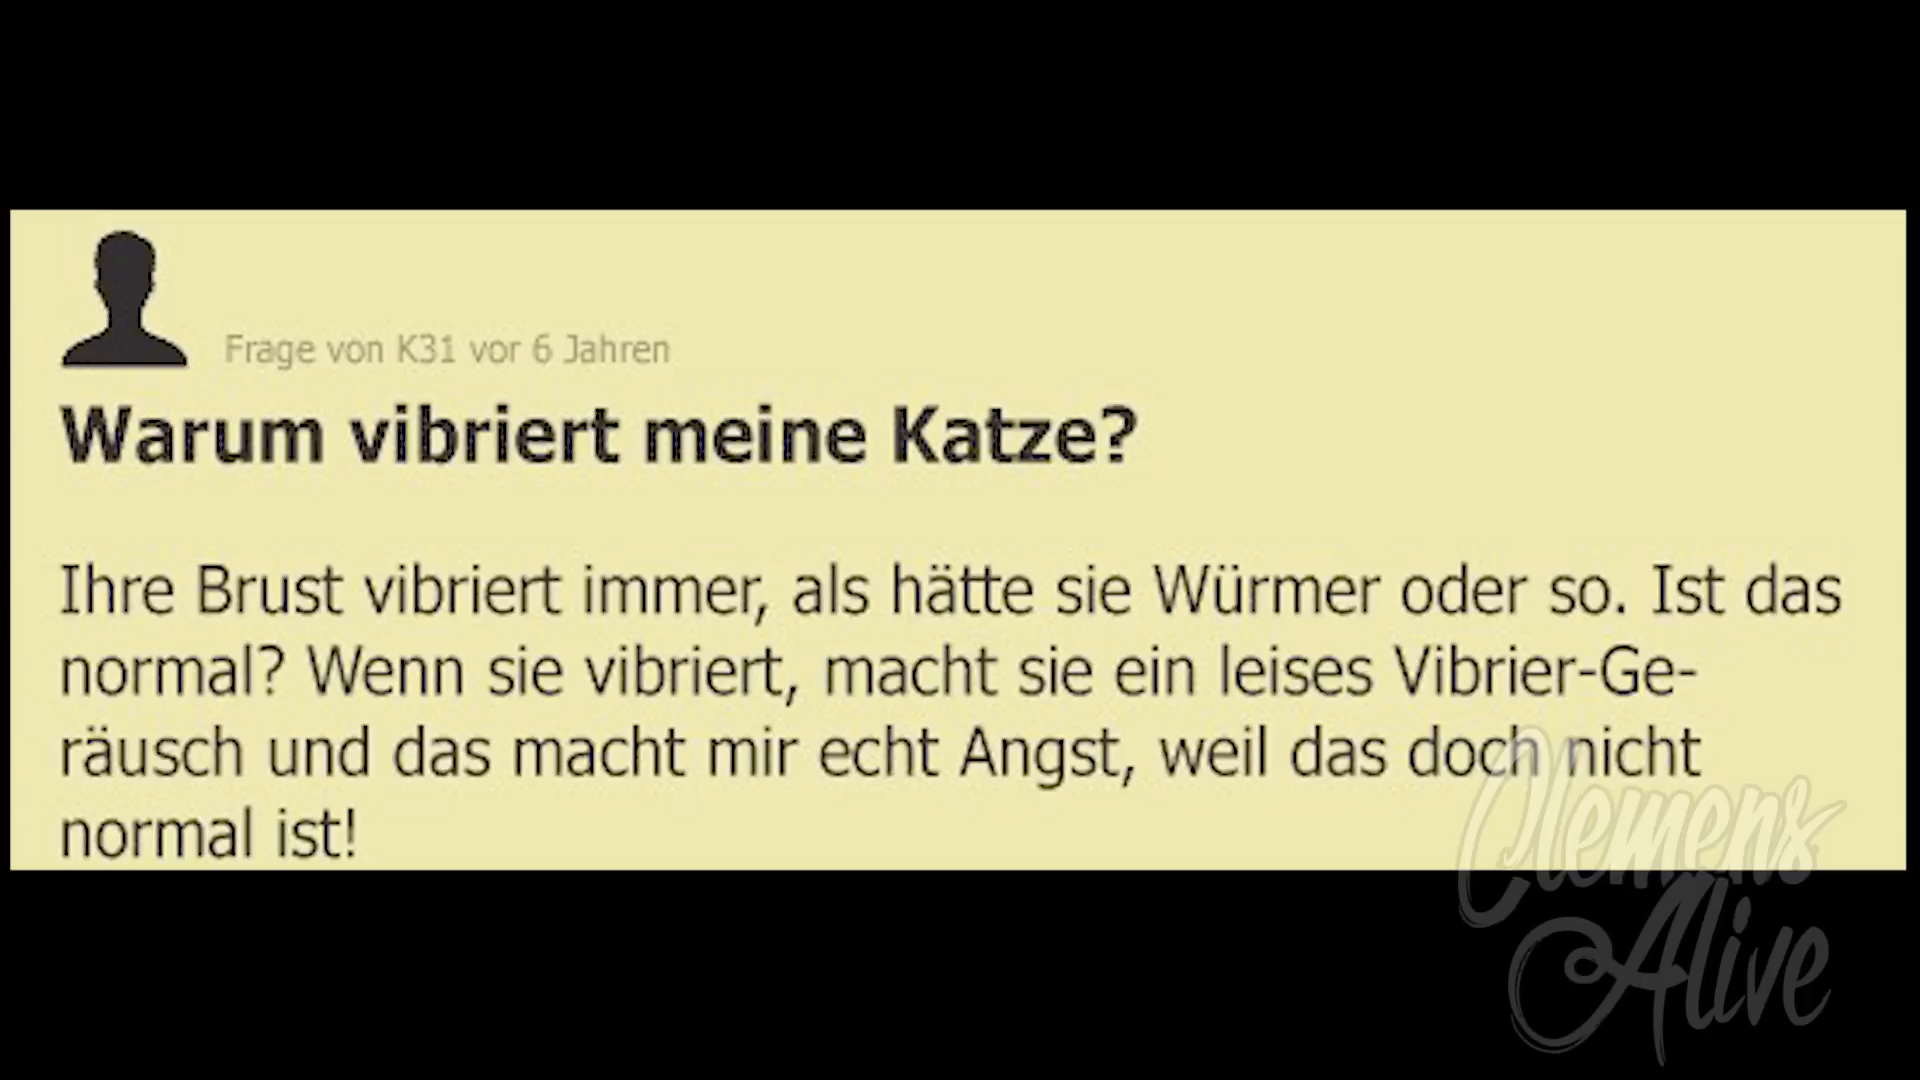 Frage von K31 vor 6 Jahren
Warum vibriert meine Katze?
Ihre Brust vibriert immer, als hätte sie Würmer oder so. Ist das
normal? Wenn sie vibriert, macht sie ein leises Vibrier-Ge-
räusch und das macht mir echt Angst, weil das doch nicht
normal ist!
Clemens
Alive